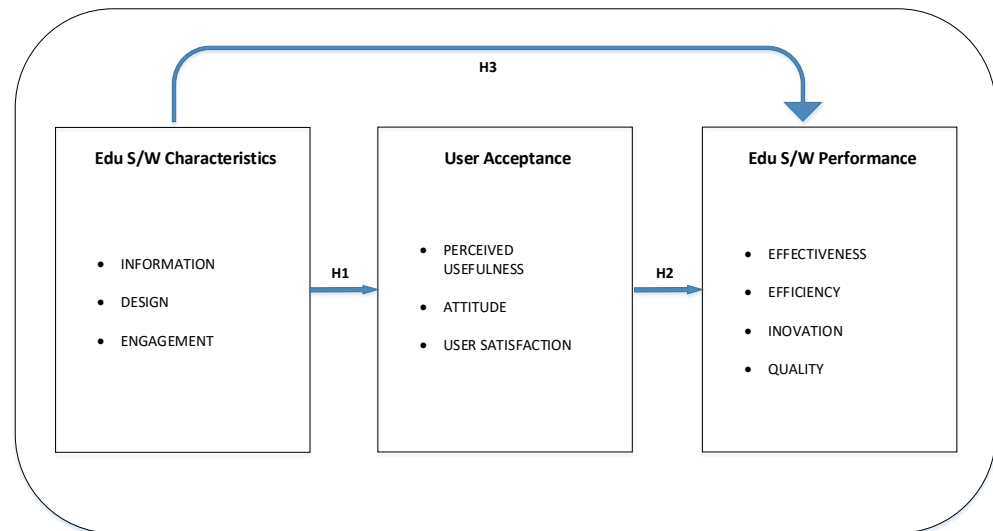 H3
Edu S/W Characteristics
• INFORMATION
• DESIGN
• ENGAGEMENT
H1
User Acceptance
• PERCEIVED
USEFULNESS
• ATTITUDE
• USER SATISFACTION
H2
Edu S/W Performance
• EFFECTIVENESS
• EFFICIENCY
• INOVATION
• QUALITY